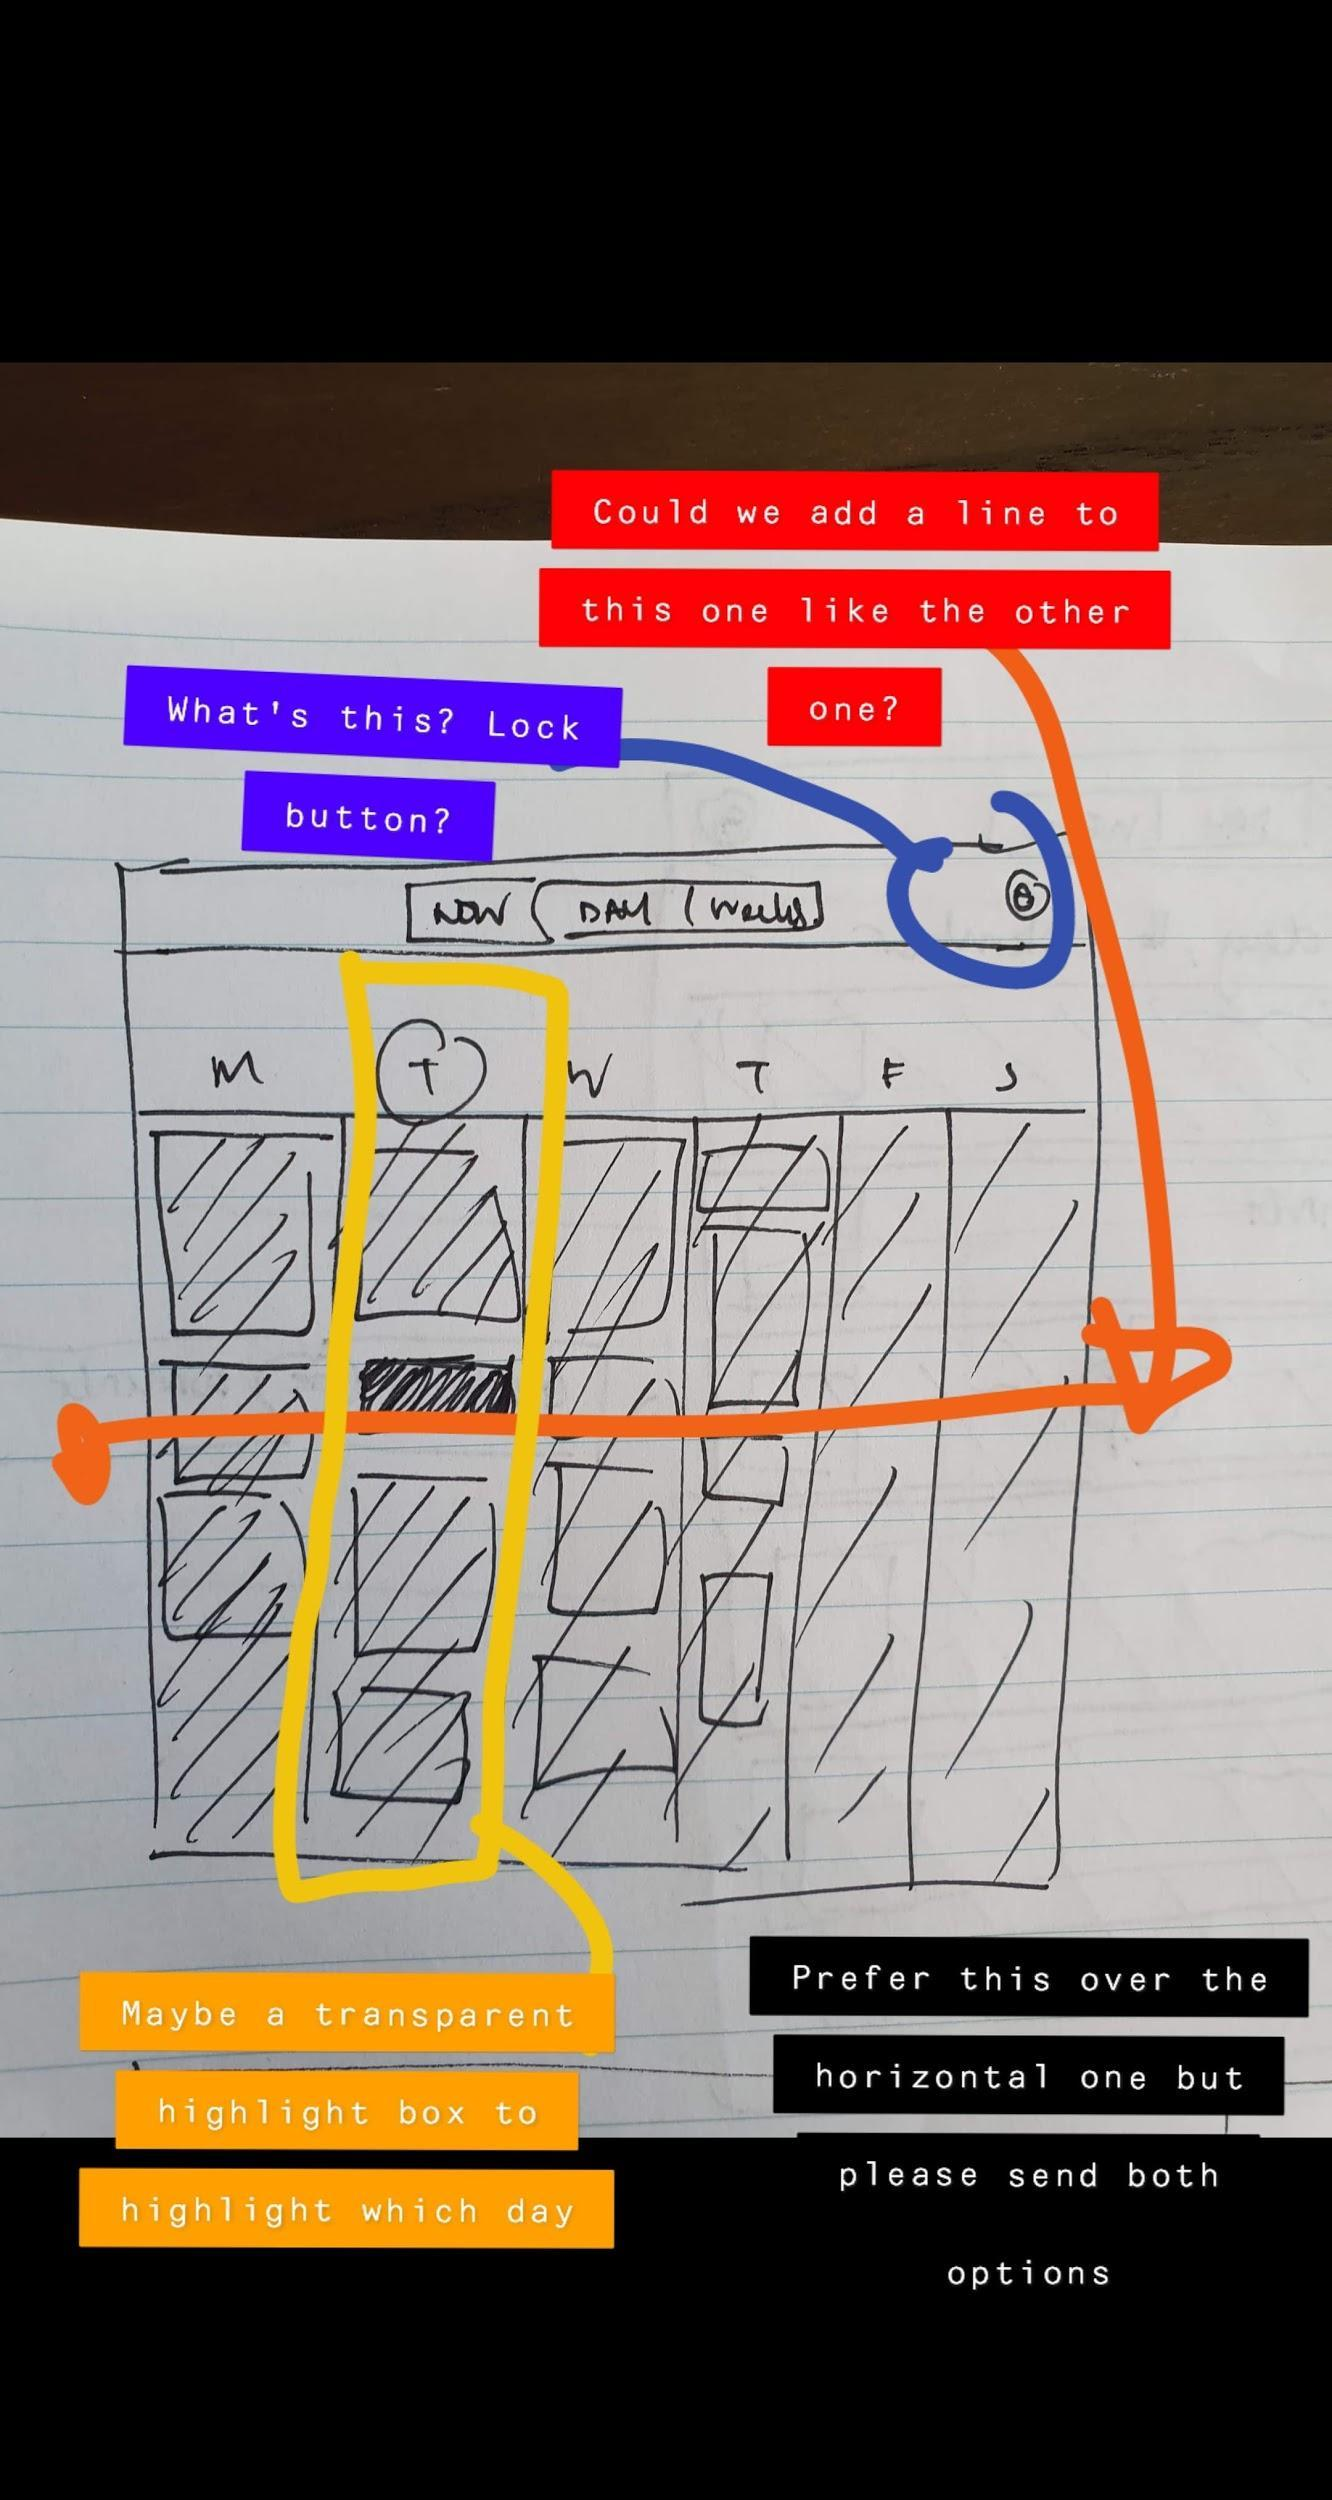 Could we add a line to
this one like the other
one?
What's this? Lock
button?
NOW DAY Weeks
M T W T F S
Maybe a transparent
highlight box to
highlight which day
Prefer this over the
horizontal one but
please send both
options